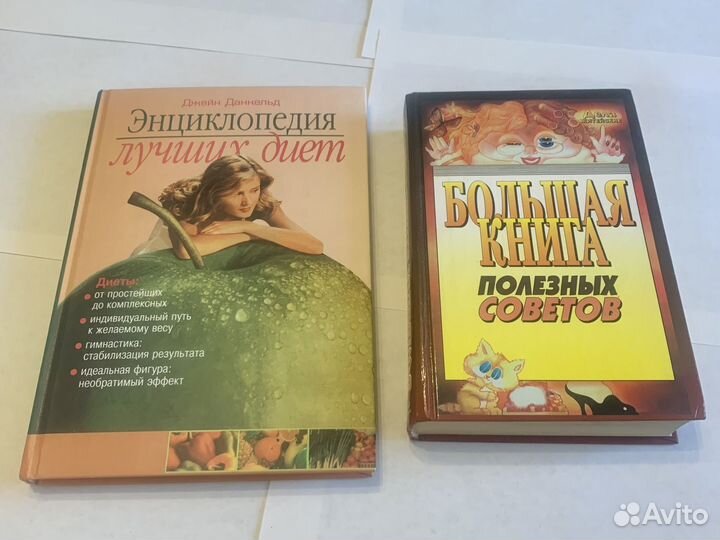 Джейн Даннельд
Энциклопедия
лучших диет
Диеты:
от простейших
до комплексных
индивидуальный путь
к желаемому весу
гимнастика:
стабилизация результата
идеальная фигура:
необратимый эффект
БОЛЬШАЯ
КНИГА
ПОЛЕЗНЫХ
СОВЕТОВ
Avito